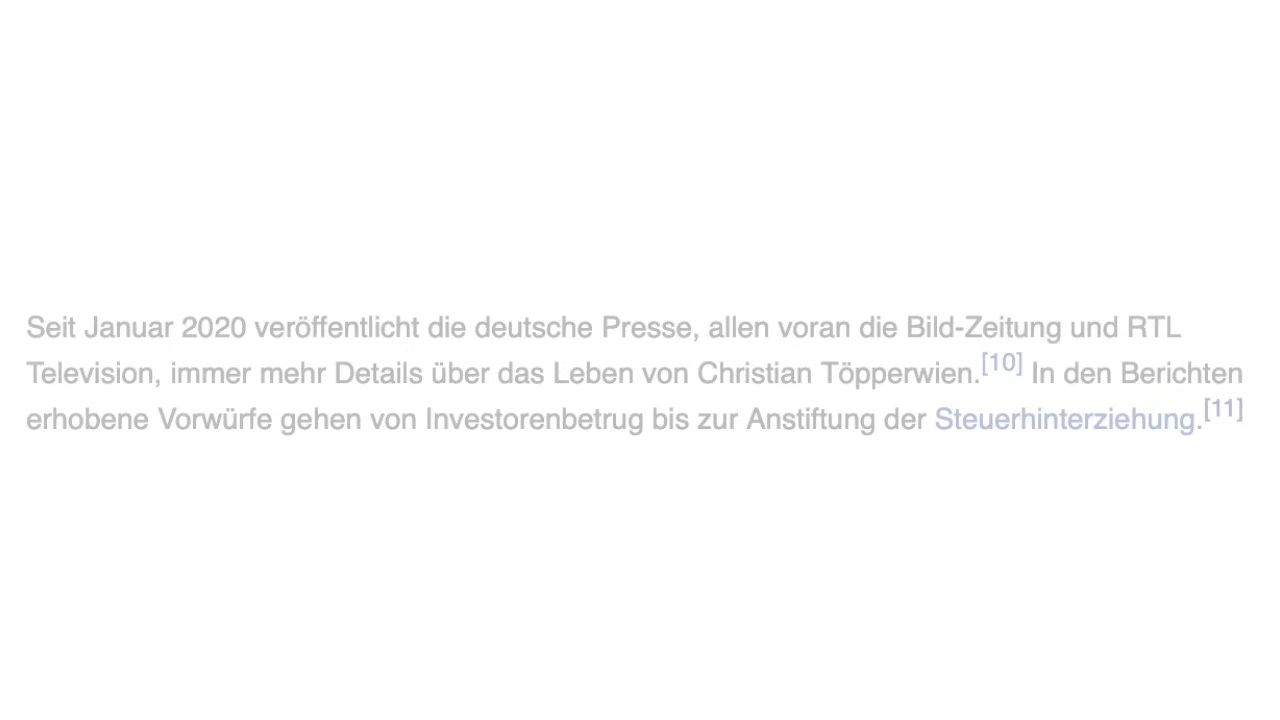 Seit Januar 2020 veröffentlicht die deutsche Presse, allen voran die Bild-Zeitung und RTL
Television, immer mehr Details über das Leben von Christian Töpperwien.[10] In den Berichten
erhobene Vorwürfe gehen von Investorenbetrug bis zur Anstiftung der Steuerhinterziehung.[11]